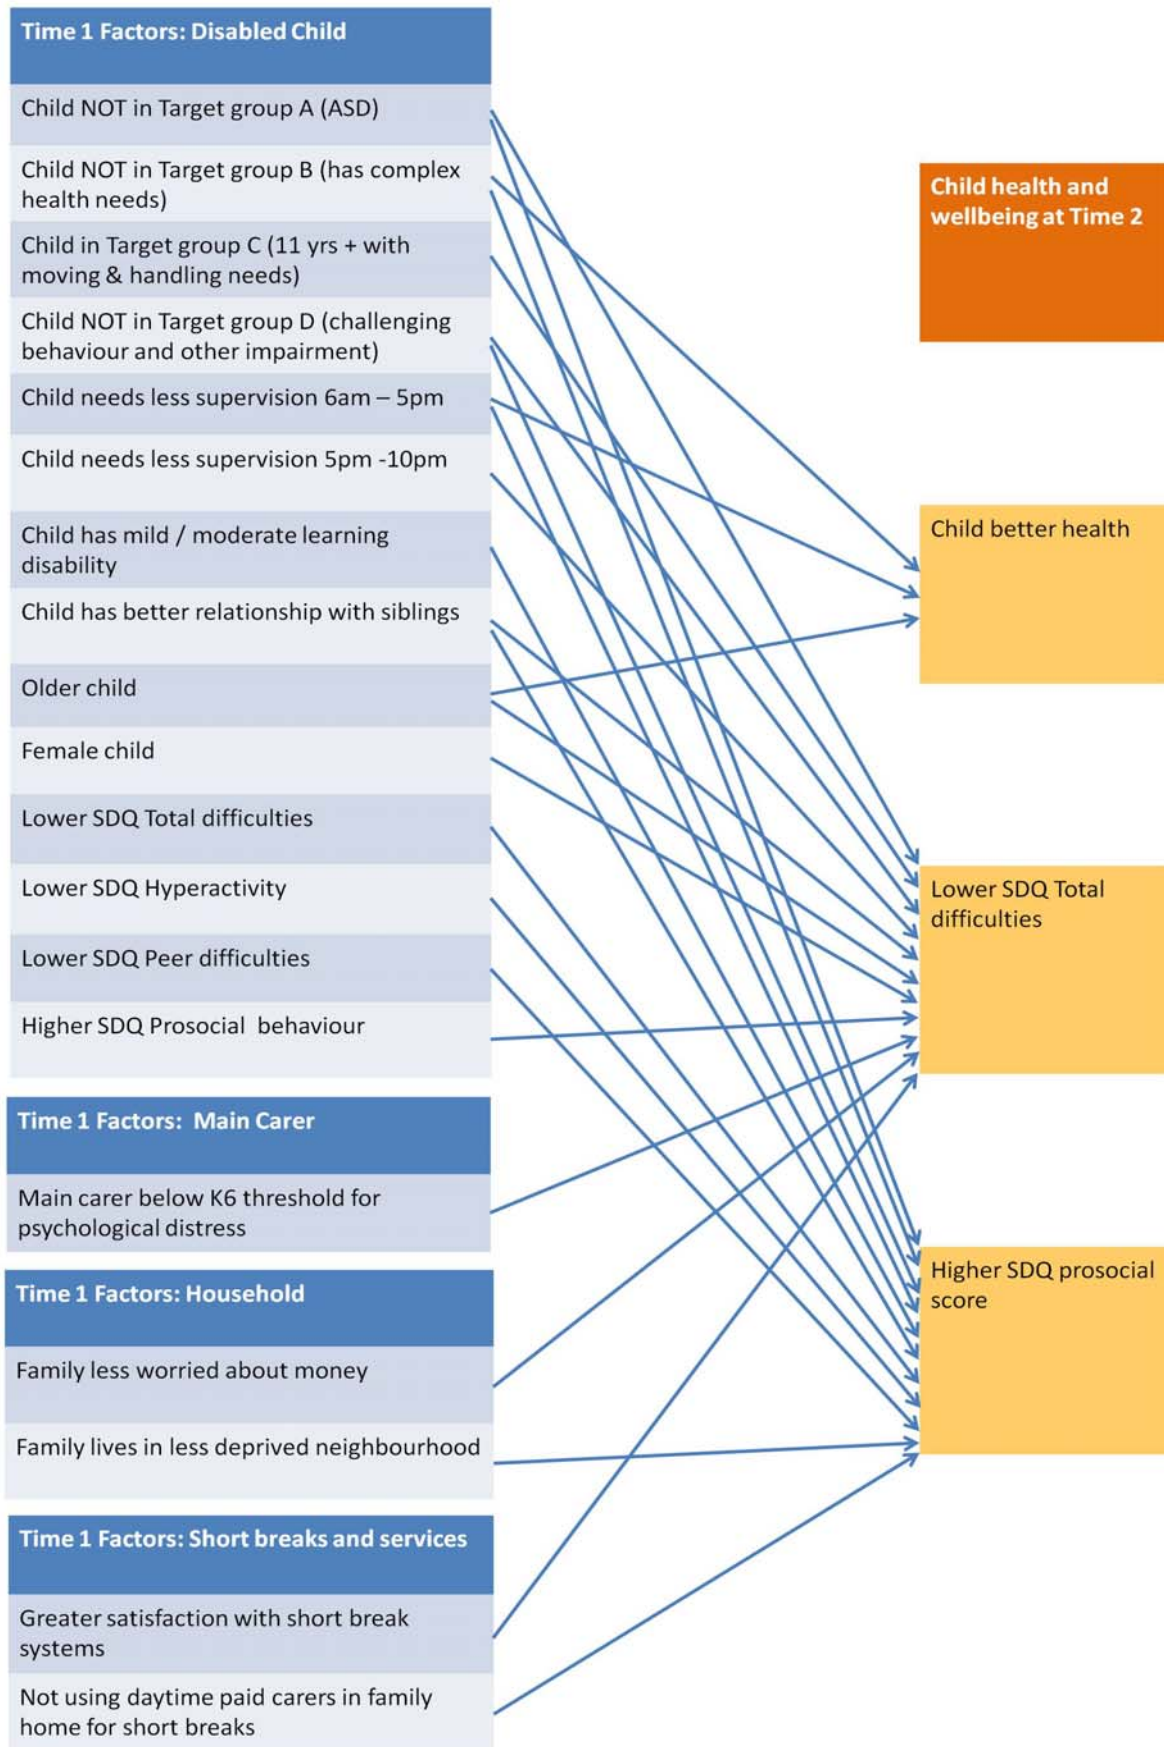 Time 1 Factors: Disabled Child
Child NOT in Target group A (ASD)
Child NOT in Target group B (has complex
health needs)
Child in Target group C (11 yrs + with
moving & handling needs)
Child NOT in Target group D (challenging
behaviour and other impairment)
Child needs less supervision 6am – 5pm
Child needs less supervision 5pm -10pm
Child has mild / moderate learning
disability
Child has better relationship with siblings
Older child
Female child
Lower SDQ Total difficulties
Lower SDQ Hyperactivity
Lower SDQ Peer difficulties
Higher SDQ Prosocial behaviour
Time 1 Factors: Main Carer
Main carer below K6 threshold for
psychological distress
Time 1 Factors: Household
Family less worried about money
Family lives in less deprived neighbourhood
Time 1 Factors: Short breaks and services
Greater satisfaction with short break
systems
Not using daytime paid carers in family
home for short breaks
Child health and
wellbeing at Time 2
Child better health
Lower SDQ Total
difficulties
Higher SDQ prosocial
score